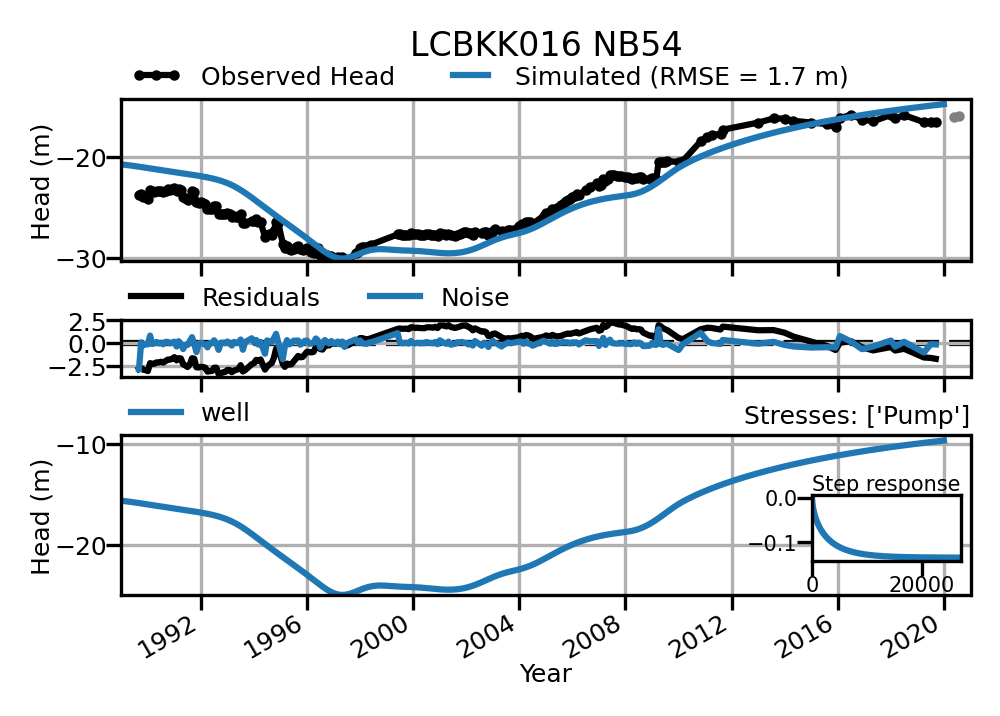 LCBKK016 NB54
Observed Head
Simulated (RMSE = 1.7 m)
Head (m)
−20
−30
Residuals
Noise
2.5
0.0
−2.5
well
Stresses: ['Pump']
Head (m)
−10
−20
Step response
0.0
−0.1
0
20000
1992
1996
2000
2004
2008
2012
2016
2020
Year